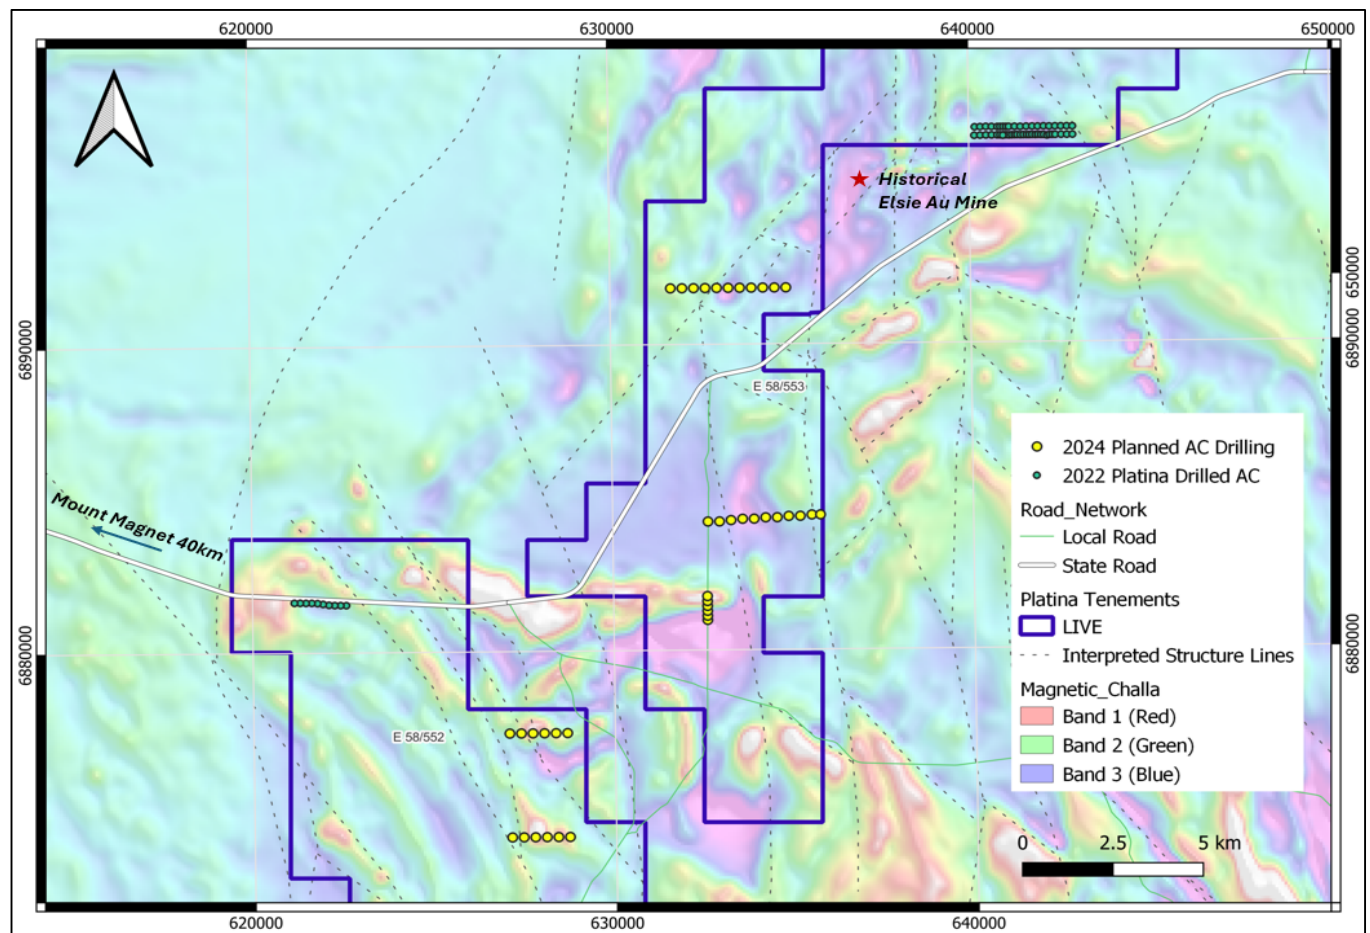 620000
630000
640000
650000
Historical
Elsie Au Mine
650000
6890000
6890000
E 58/553
2024 Planned AC Drilling
2022 Platina Drilled AC
Road_Network
Local Road
State Road
Platina Tenements
LIVE
Interpreted Structure Lines
Magnetic_Challa
Band 1 (Red)
Band 2 (Green)
Band 3 (Blue)
Mount Magnet 40km
6880000
6880000
E 58/552
0 2.5 5 km
620000
630000
640000